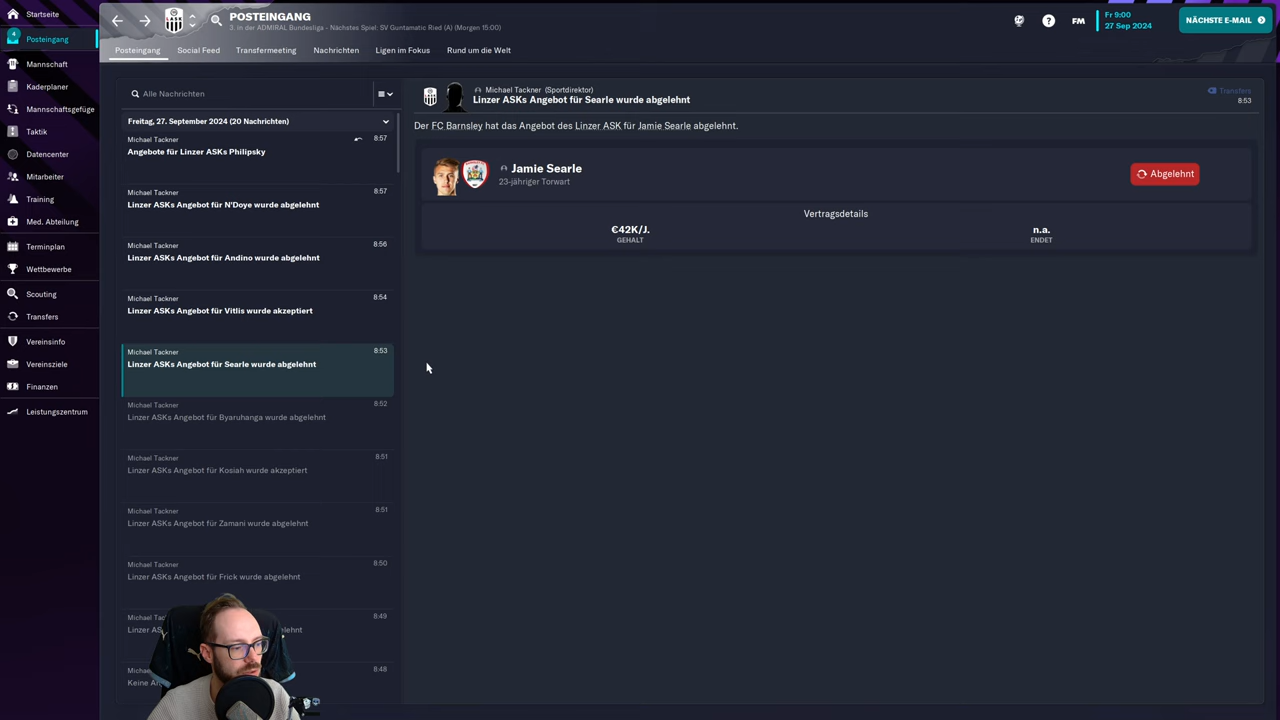 Startseite
4
Posteingang
Mannschaft
Kaderplaner
Mannschaftsgefüge
Taktik
Datencenter
Mitarbeiter
Training
Med. Abteilung
Terminplan
Wettbewerbe
Scouting
Transfers
Vereinsinfo
Vereinsziele
Finanzen
Leistungszentrum
POSTEINGANG
3. in der ADMIRAL Bundesliga - Nächstes Spiel: SV Guntamatic Ried (A) (Morgen 15:00)
FM
Fr 9:00
27 Sep 2024
NÄCHSTE E-MAIL
Posteingang
Social Feed
Transfermeeting
Nachrichten
Ligen im Fokus
Rund um die Welt
Alle Nachrichten
Freitag, 27. September 2024 (20 Nachrichten)
Michael Tackner 8:57
Angebote für Linzer ASKs Philipsky
Michael Tackner 8:57
Linzer ASKs Angebot für N'Doye wurde abgelehnt
Michael Tackner 8:56
Linzer ASKs Angebot für Andino wurde abgelehnt
Michael Tackner 8:54
Linzer ASKs Angebot für Vitlis wurde akzeptiert
Michael Tackner 8:53
Linzer ASKs Angebot für Searle wurde abgelehnt
Michael Tackner 8:52
Linzer ASKs Angebot für Byaruhanga wurde abgelehnt
Michael Tackner 8:51
Linzer ASKs Angebot für Kosiah wurde akzeptiert
Michael Tackner 8:51
Linzer ASKs Angebot für Zamani wurde abgelehnt
Michael Tackner 8:50
Linzer ASKs Angebot für Frick wurde abgelehnt
Michael 8:49
Linzer
Michael 8:48
Keine
Michael Tackner (Sportdirektor)
Linzer ASKs Angebot für Searle wurde abgelehnt
Transfers
8:53
Der FC Barnsley hat das Angebot des Linzer ASK für Jamie Searle abgelehnt.
Jamie Searle
23-jähriger Torwart
Abgelehnt
Vertragsdetails
€42K/J.
GEHALT
n.a.
ENDET